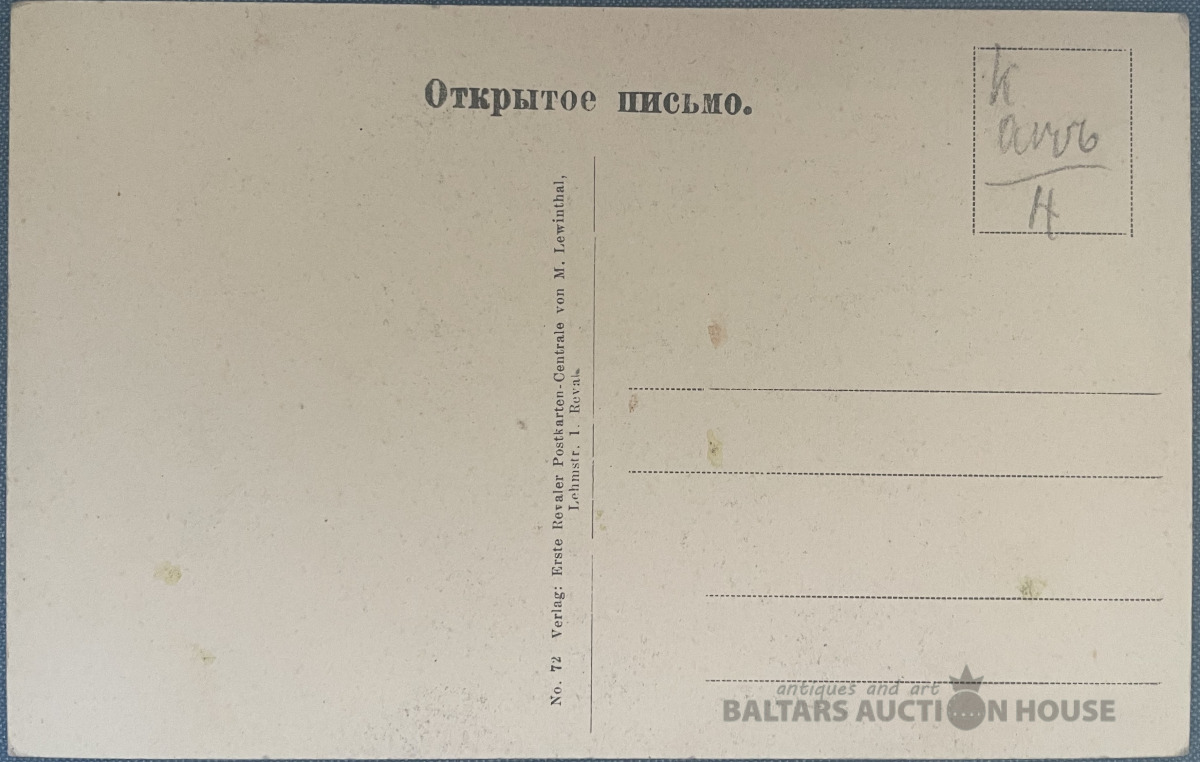 Открытое письмо.
K
H
No. 72 Verlag: Erste Revaler Postkarten-Centrale von M. Lewinthal,
Lehmstr. 1. Reval.
antiques and art
BALTARS AUCTION HOUSE